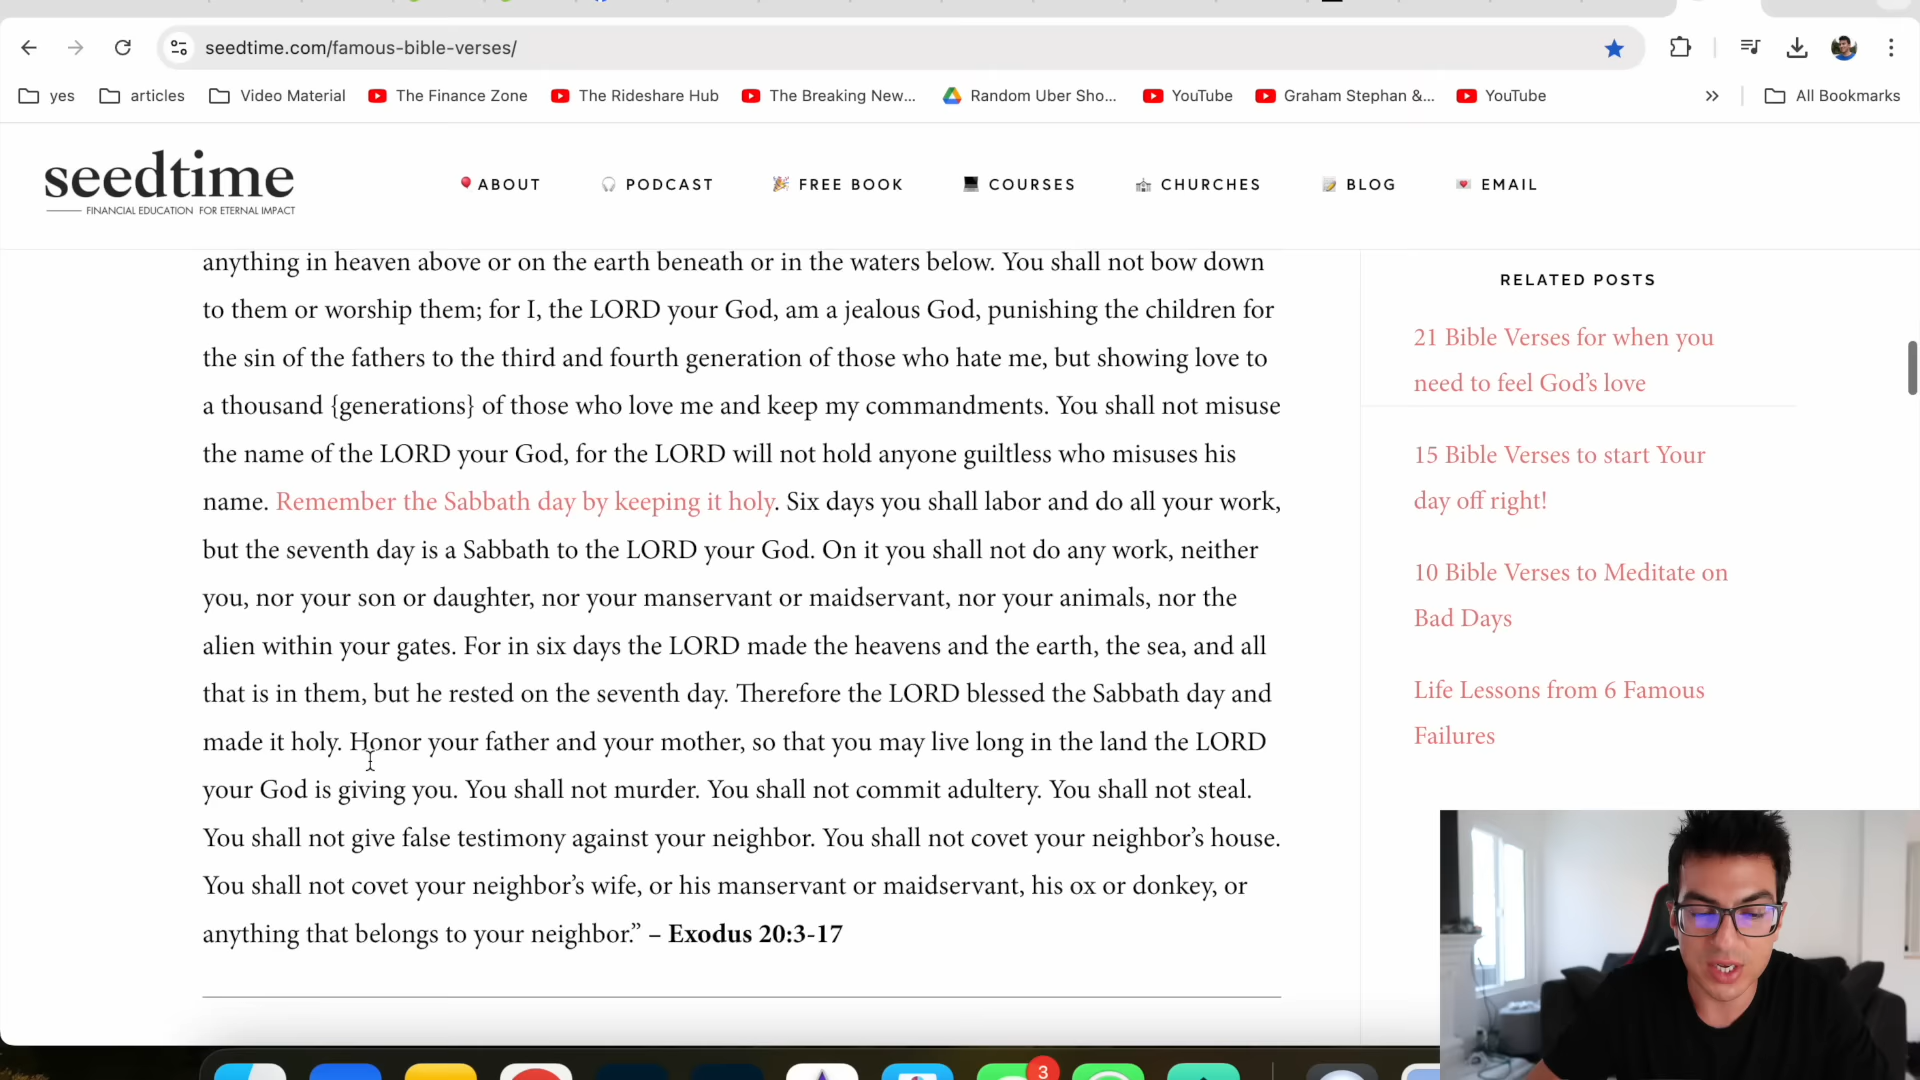 seedtime.com/famous-bible-verses/
yes
articles
Video Material
The Finance Zone
The Rideshare Hub
The Breaking New...
Random Uber Sho...
YouTube
Graham Stephan &...
YouTube
All Bookmarks
seedtime
FINANCIAL EDUCATION FOR ETERNAL IMPACT
ABOUT
PODCAST
FREE BOOK
COURSES
CHURCHES
BLOG
EMAIL
anything in heaven above or on the earth beneath or in the waters below. You shall not bow down
to them or worship them; for I, the LORD your God, am a jealous God, punishing the children for
the sin of the fathers to the third and fourth generation of those who hate me, but showing love to
a thousand {generations} of those who love me and keep my commandments. You shall not misuse
the name of the LORD your God, for the LORD will not hold anyone guiltless who misuses his
name. Remember the Sabbath day by keeping it holy. Six days you shall labor and do all your work,
but the seventh day is a Sabbath to the LORD your God. On it you shall not do any work, neither
you, nor your son or daughter, nor your manservant or maidservant, nor your animals, nor the
alien within your gates. For in six days the LORD made the heavens and the earth, the sea, and all
that is in them, but he rested on the seventh day. Therefore the LORD blessed the Sabbath day and
made it holy. Honor your father and your mother, so that you may live long in the land the LORD
your God is giving you. You shall not murder. You shall not commit adultery. You shall not steal.
You shall not give false testimony against your neighbor. You shall not covet your neighbor’s house.
You shall not covet your neighbor’s wife, or his manservant or maidservant, his ox or donkey, or
anything that belongs to your neighbor.” – Exodus 20:3-17
RELATED POSTS
21 Bible Verses for when you
need to feel God’s love
15 Bible Verses to start Your
day off right!
10 Bible Verses to Meditate on
Bad Days
Life Lessons from 6 Famous
Failures
3